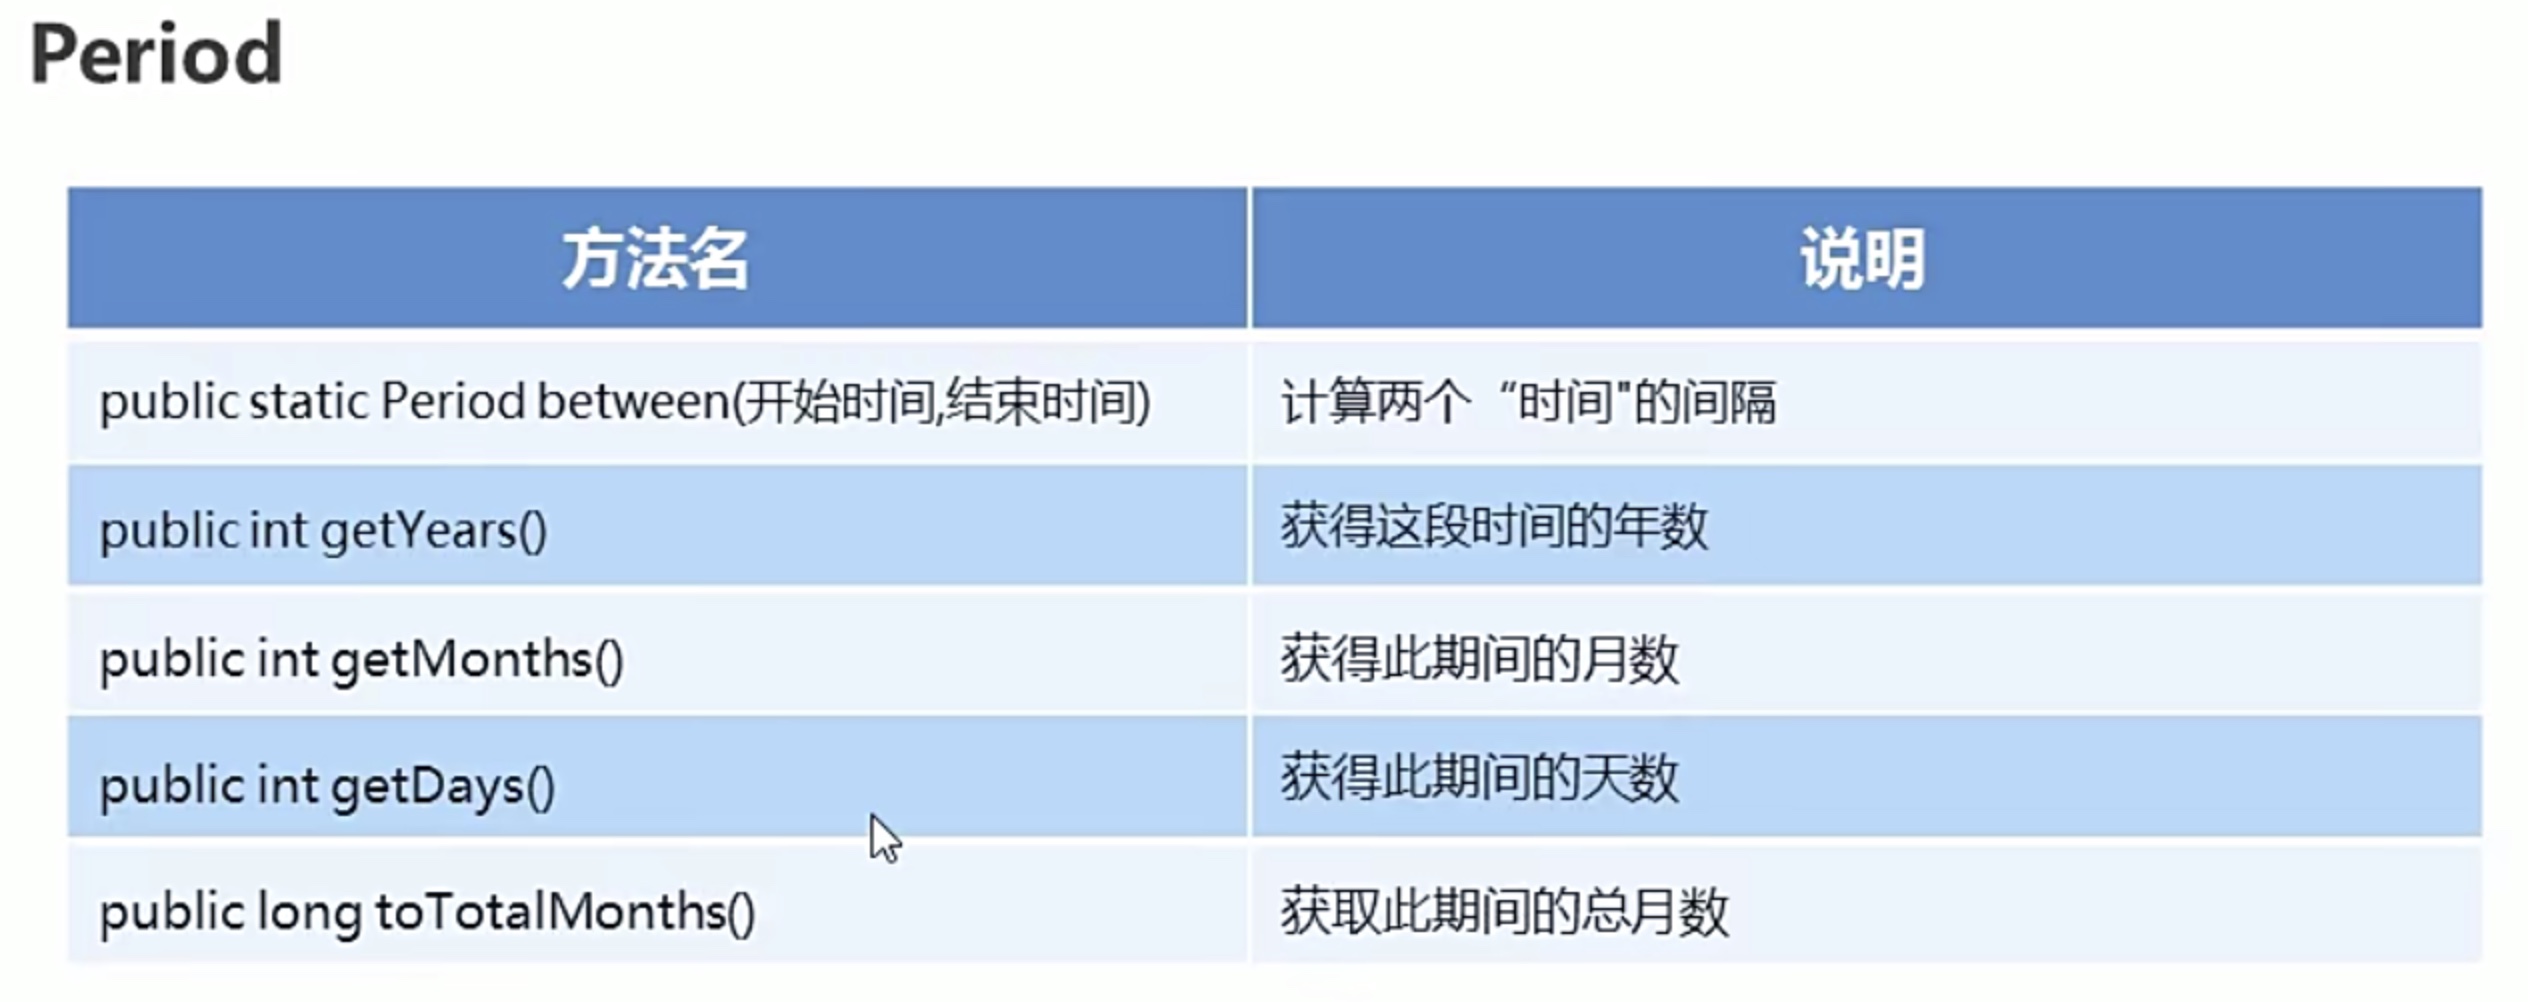 Period
方法名 说明
public static Period between(开始时间,结束时间) 计算两个“时间"的间隔
public int getYears() 获得这段时间的年数
public int getMonths() 获得此期间的月数
public int getDays() 获得此期间的天数
public long toTotalMonths() 获取此期间的总月数